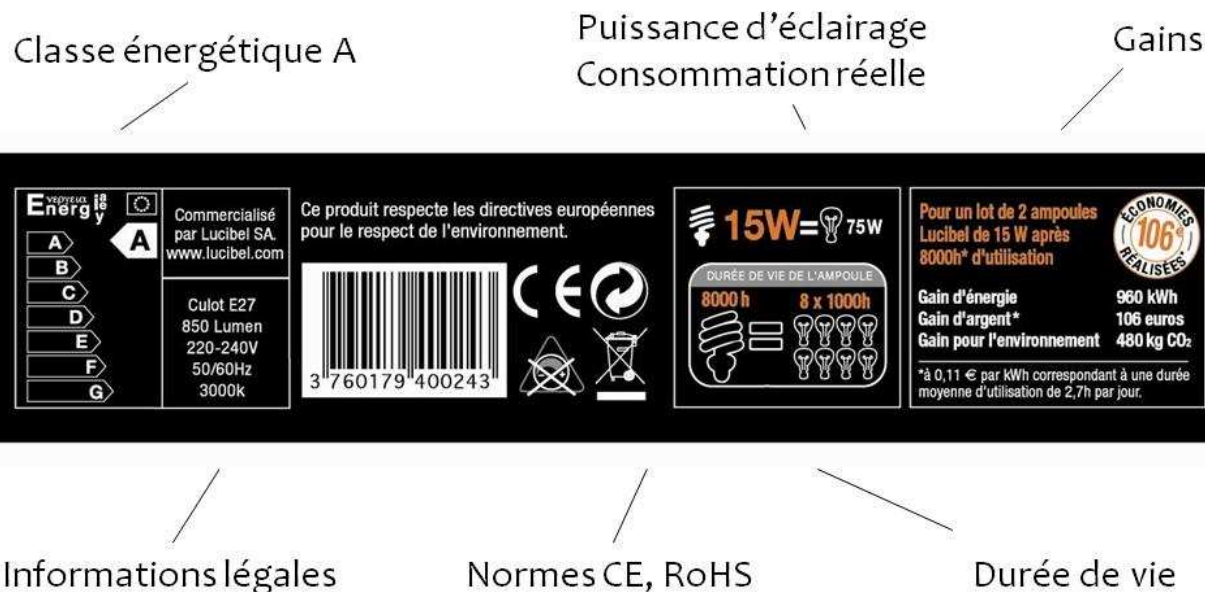 Classe énergétique A
Puissance d'éclairage
Consommation réelle
Gains
Energ
ενεργεια
ie
ia
y
A
A
B
C
D
E
F
G
Commercialisé
par Lucibel SA.
www.lucibel.com
Culot E27
850 Lumen
220-240V
50/60Hz
3000k
Ce produit respecte les directives européennes
pour le respect de l'environnement.
3 760179 400243
CE
15W=75W
DURÉE DE VIE DE L'AMPOULE
8000 h 8 x 1000h
=
Pour un lot de 2 ampoules
Lucibel de 15 W après
8000h* d'utilisation
ÉCONOMIES
106€
RÉALISÉES*
Gain d'énergie 960 kWh
Gain d'argent* 106 euros
Gain pour l'environnement 480 kg CO₂
*à 0,11 € par kWh correspondant à une durée
moyenne d'utilisation de 2,7h par jour.
Informations légales
Normes CE, RoHS
Durée de vie